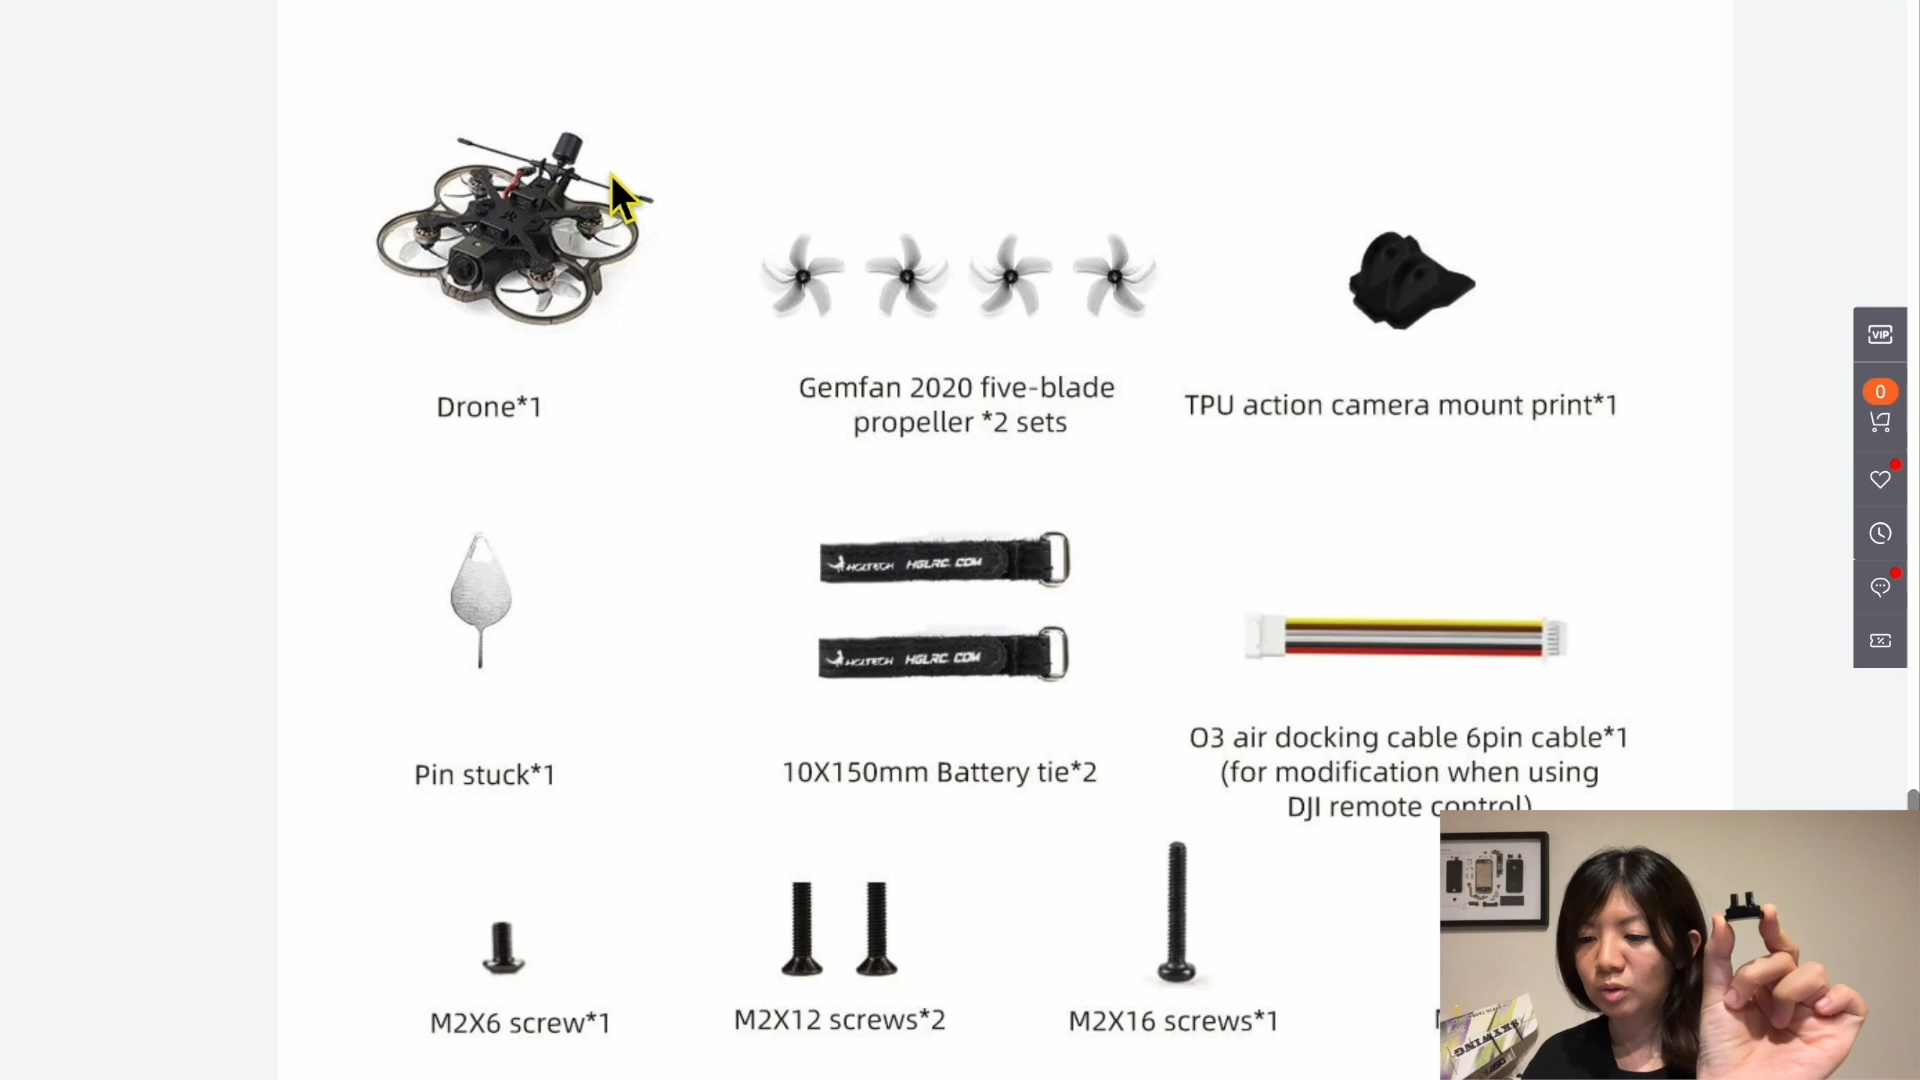 Drone*1
Gemfan 2020 five-blade
propeller *2 sets
TPU action camera mount print*1
HGLRC.COM
HGLRC.COM
Pin stuck*1
10X150mm Battery tie*2
O3 air docking cable 6pin cable*1
(for modification when using
DJI remote control)
M2X6 screw*1
M2X12 screws*2
M2X16 screws*1
VIP
0
SKYWING